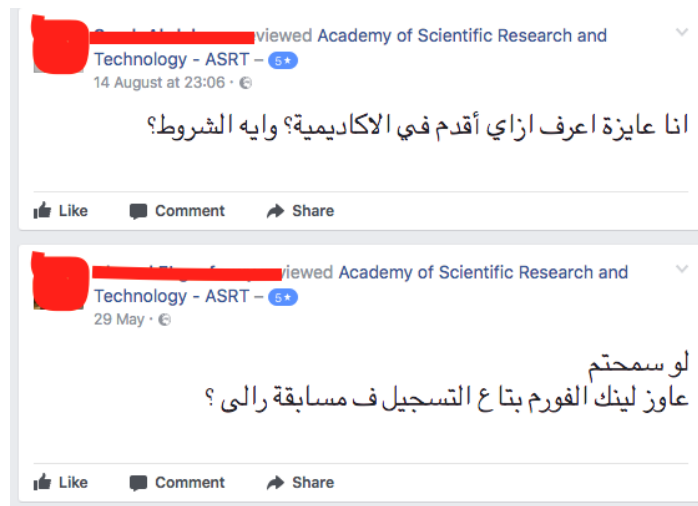 viewed Academy of Scientific Research and
Technology - ASRT – 5★
14 August at 23:06 ·
انا عايزة اعرف ازاي أقدم في الاكاديمية؟ وايه الشروط؟
Like Comment Share
viewed Academy of Scientific Research and
Technology - ASRT – 5★
29 May ·
لو سمحتم
عاوز لينك الفورم بتاع التسجيل ف مسابقة رالى ؟
Like Comment Share